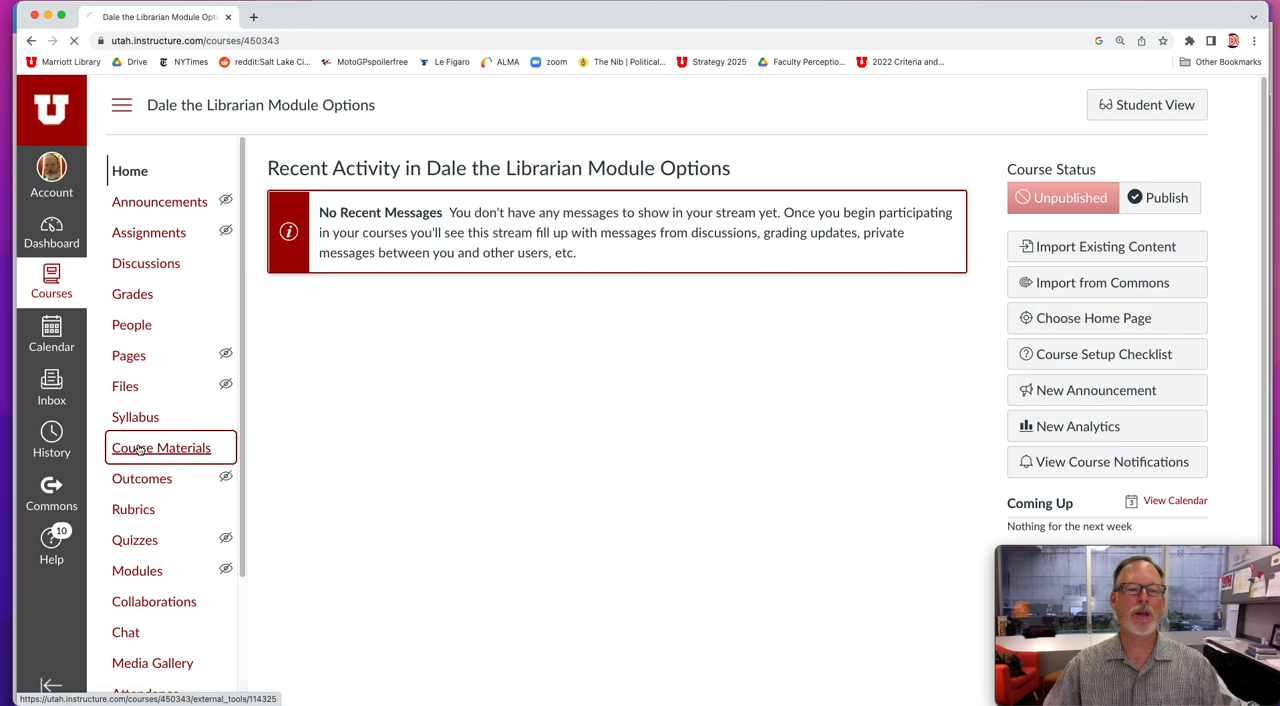 Dale the Librarian Module Opti
utah.instructure.com/courses/450343
Marriott Library
Drive
NYTimes
reddit:Salt Lake Ci...
MotoGPspoilerfree
Le Figaro
ALMA
zoom
The Nib | Political...
Strategy 2025
Faculty Perceptio...
2022 Criteria and...
Other Bookmarks
U
Dale the Librarian Module Options
Student View
Account
Dashboard
Courses
Calendar
Inbox
History
Commons
10
Help
Home
Announcements
Assignments
Discussions
Grades
People
Pages
Files
Syllabus
Course Materials
Outcomes
Rubrics
Quizzes
Modules
Collaborations
Chat
Media Gallery
Recent Activity in Dale the Librarian Module Options
No Recent Messages You don't have any messages to show in your stream yet. Once you begin participating
in your courses you'll see this stream fill up with messages from discussions, grading updates, private
messages between you and other users, etc.
Course Status
Unpublished
Publish
Import Existing Content
Import from Commons
Choose Home Page
Course Setup Checklist
New Announcement
New Analytics
View Course Notifications
Coming Up
3
View Calendar
Nothing for the next week
https://utah.instructure.com/courses/450343/external_tools/114325